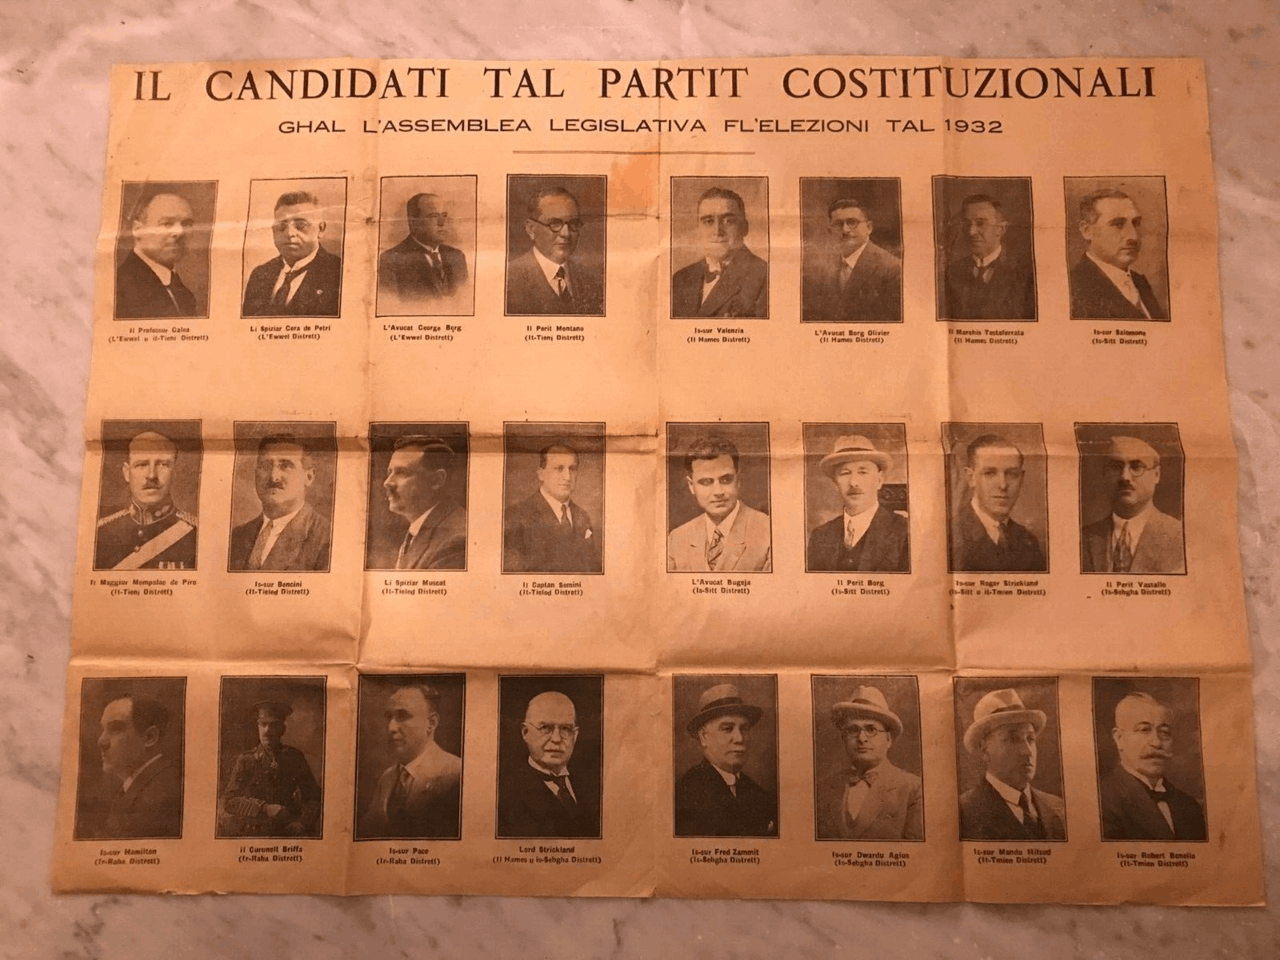 IL CANDIDATI TAL PARTIT COSTITUZIONALI
GHAL L'ASSEMBLEA LEGISLATIVA FL'ELEZIONI TAL 1932
Il Professur Galea
(L'Ewwel u it-Tieni Distrett)
Li Spiziar Cora de Petri
(L'Ewwel Distrett)
L'Avucat George Borg
(L'Ewwel Distrett)
Il Perit Montano
(It-Tieni Distrett)
Is-sur Valenzia
(Il Hames Distrett)
L'Avucat Borg Olivier
(Il Hames Distrett)
Il Markis Testaferrata
(Il Hames Distrett)
Is-sur Salomone
(Is-Sitt Distrett)
Il Maggiur Mompalao de Piro
(It-Tieni Distrett)
Is-sur Bencini
(It-Tielet Distrett)
Li Spiziar Muscat
(It-Tielet Distrett)
Il Captan Semini
(It-Tielet Distrett)
L'Avucat Bugeja
(Is-Sitt Distrett)
Il Perit Borg
(Is-Sitt Distrett)
Is-sur Roger Strickland
(Is-Sitt u it-Tmien Distrett)
Il Perit Vassallo
(Is-Sebgha Distrett)
Is-sur Hamilton
(Ir-Raba Distrett)
Il Curunell Briffa
(Ir-Raba Distrett)
Is-sur Pace
(Ir-Raba Distrett)
Lord Strickland
(Il Hames u is-Sebgha Distrett)
Is-sur Fred Zammit
(Is-Sebgha Distrett)
Is-sur Dwardu Agius
(Is-Sebgha Distrett)
Is-sur Mandu Mifsud
(It-Tmien Distrett)
Is-sur Robert Bonello
(It-Tmien Distrett)